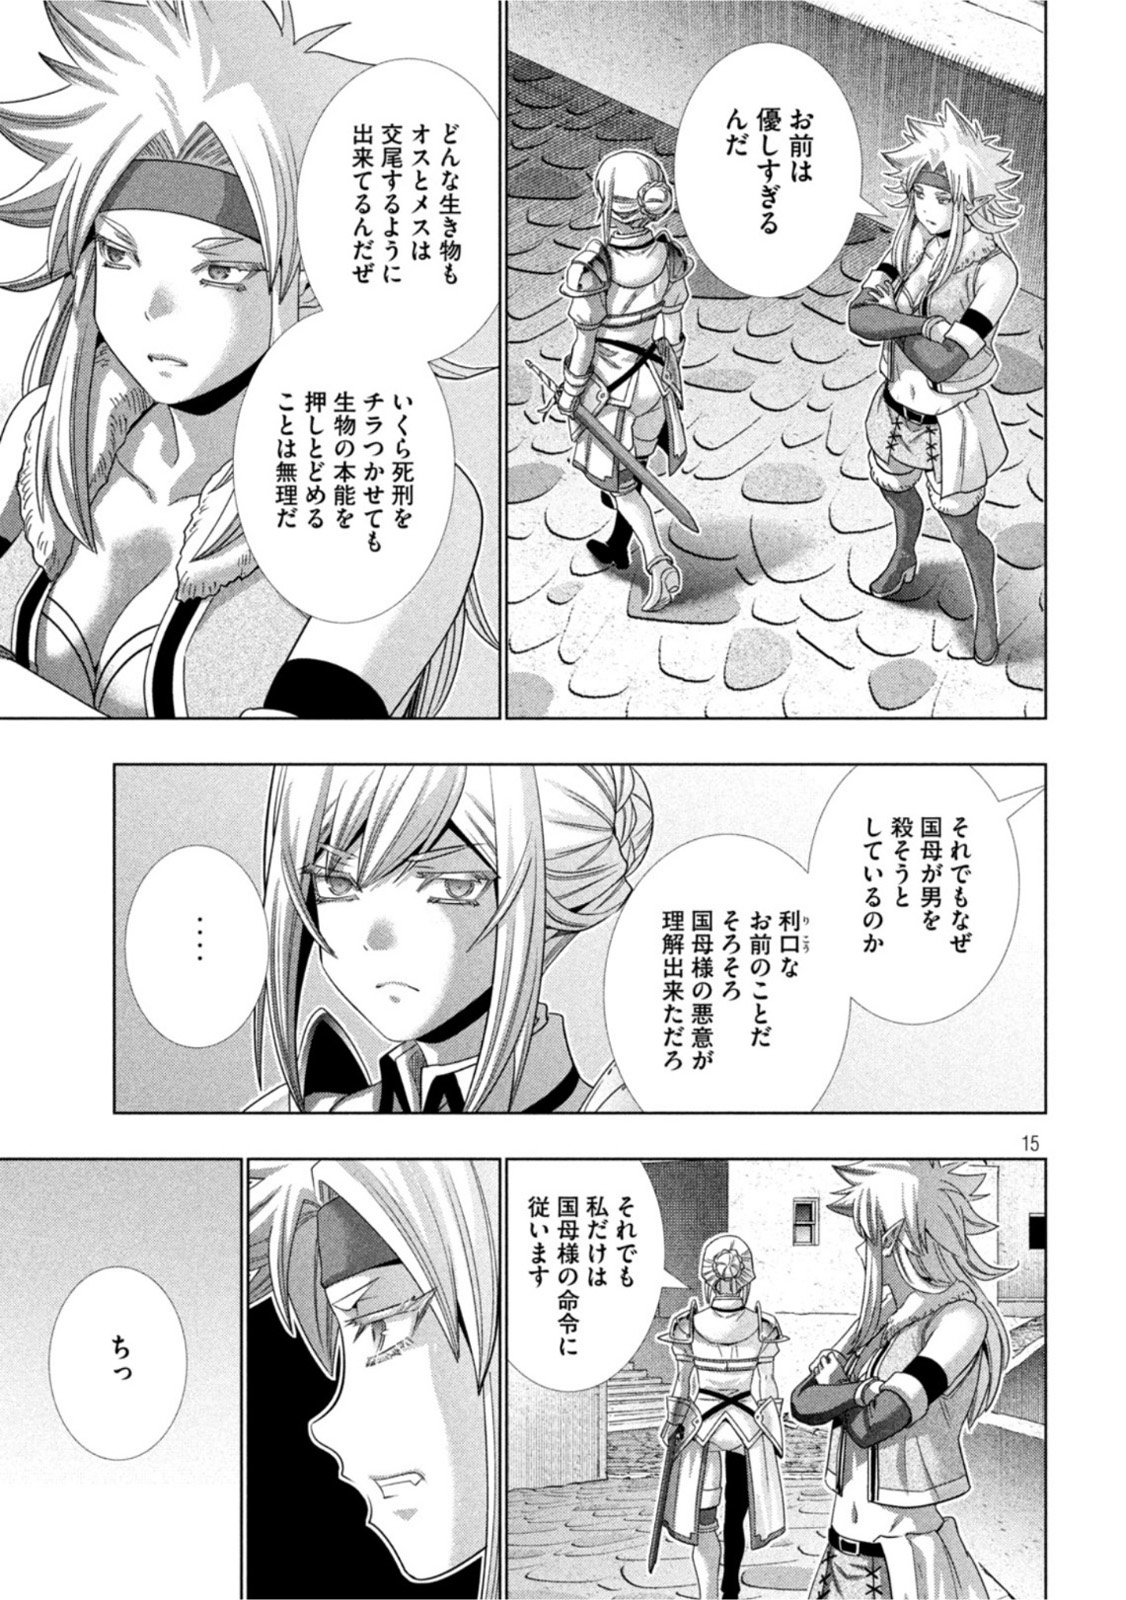 お前は
優しすぎる
んだ
どんな生き物も
オスとメスは
交尾するように
出来てるんだぜ
いくら死刑を
チラつかせても
生物の本能を
押しとどめる
ことは無理だ
それでもなぜ
国母が男を
殺そうと
しているのか
利口な
りこう
お前のことだ
そろそろ
国母様の悪意が
理解出来ただろ
‥‥
15
それでも
私だけは
国母様の命令に
従います
ちっ